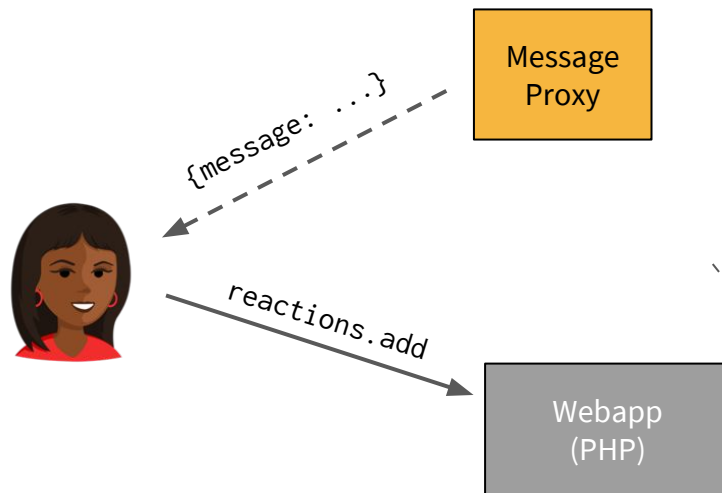 Message
Proxy
{message: ...}
reactions.add
Webapp
(PHP)